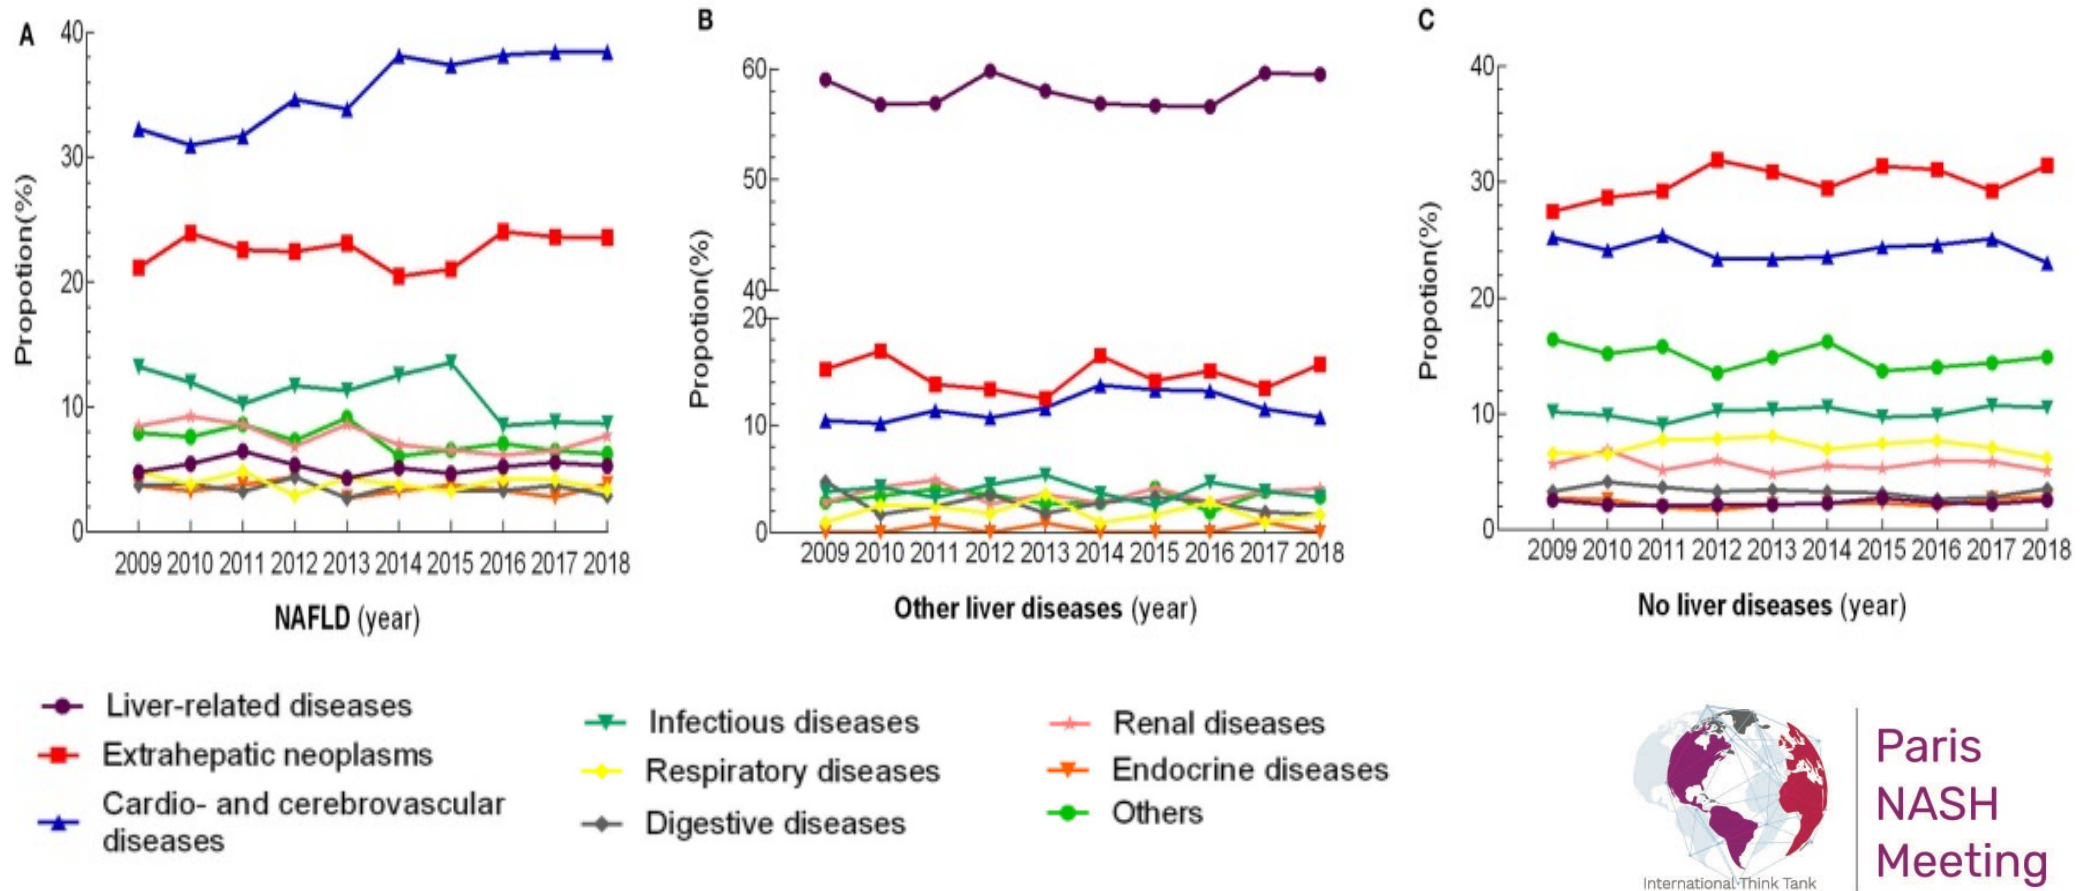 A
Propotion(%)
40
30
20
10
0
2009 2010 2011 2012 2013 2014 2015 2016 2017 2018
NAFLD (year)
B
Propotion(%)
60
50
40
20
10
0
2009 2010 2011 2012 2013 2014 2015 2016 2017 2018
Other liver diseases (year)
C
Propotion(%)
40
30
20
10
0
2009 2010 2011 2012 2013 2014 2015 2016 2017 2018
No liver diseases (year)
Liver-related diseases
Extrahepatic neoplasms
Cardio- and cerebrovascular
diseases
Infectious diseases
Respiratory diseases
Digestive diseases
Renal diseases
Endocrine diseases
Others
International Think Tank
Paris
NASH
Meeting